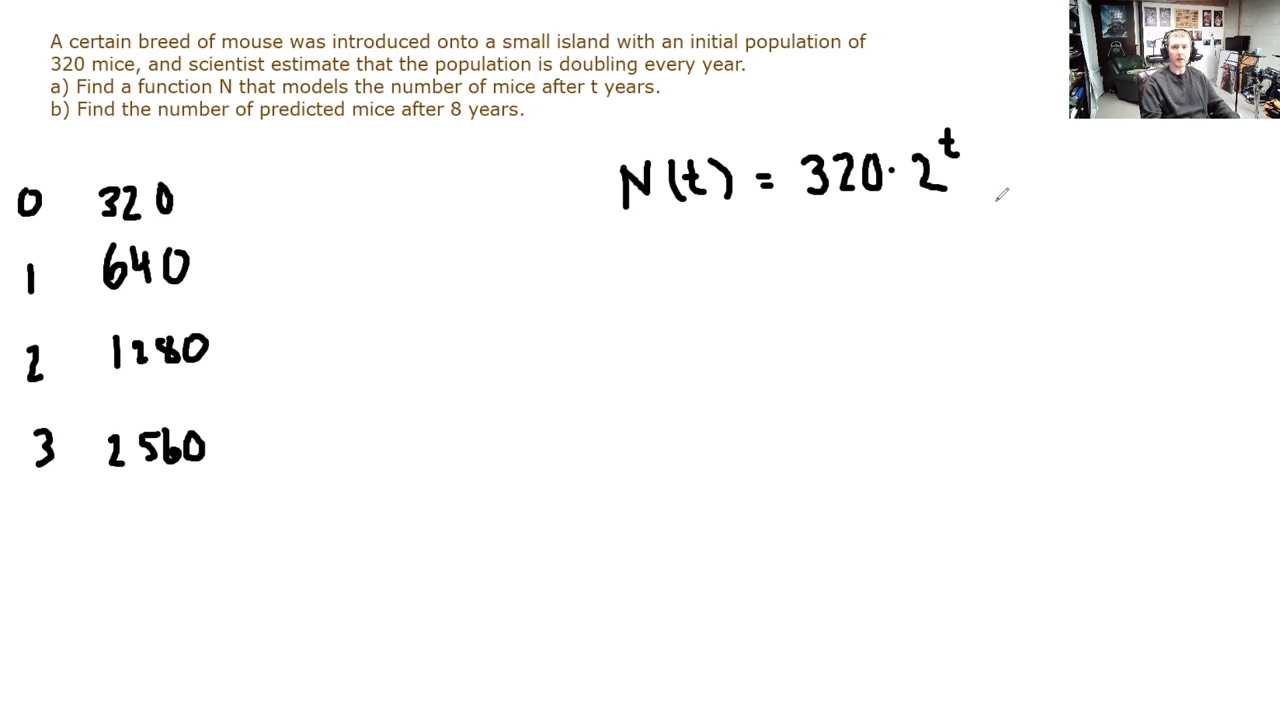 A certain breed of mouse was introduced onto a small island with an initial population of
320 mice, and scientist estimate that the population is doubling every year.
a) Find a function N that models the number of mice after t years.
b) Find the number of predicted mice after 8 years.
N(t) = 320 · 2^t
0 320
1 640
2 1280
3 2560